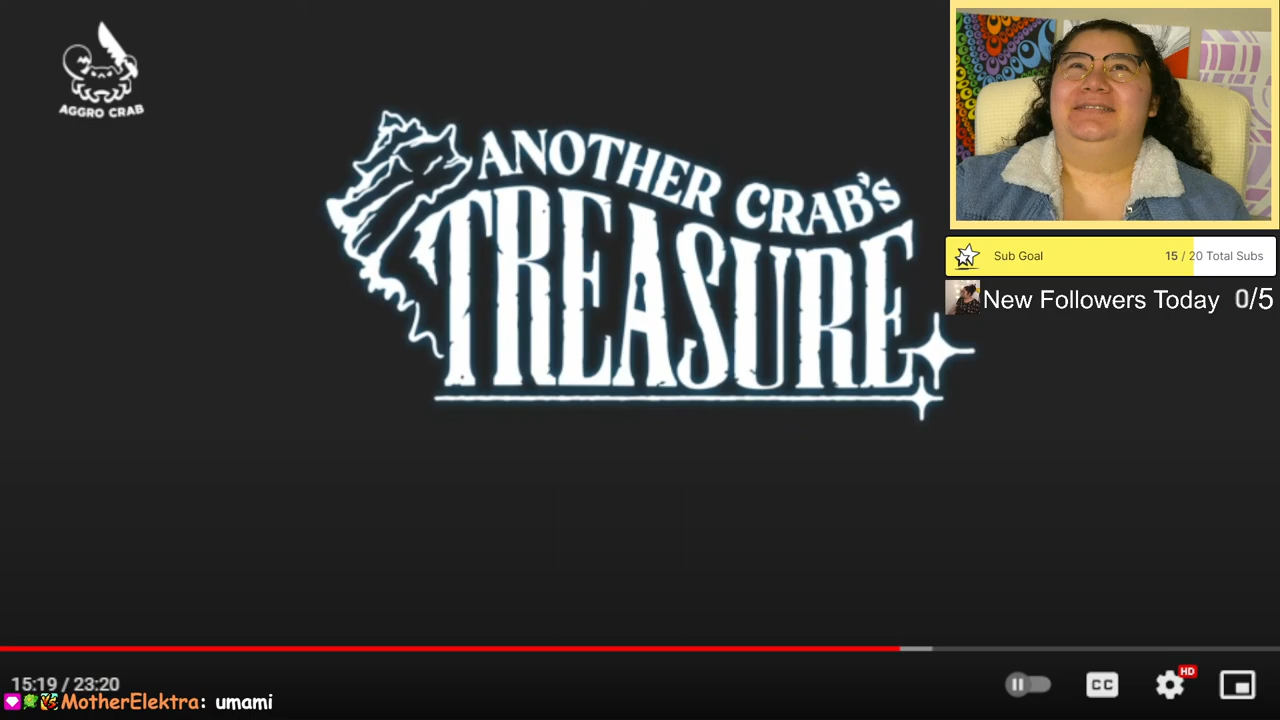 AGGRO CRAB
ANOTHER CRAB'S
TREASURE
Sub Goal 15 / 20 Total Subs
New Followers Today 0/5
15:19 / 23:20
CC
HD
MotherElektra: umami